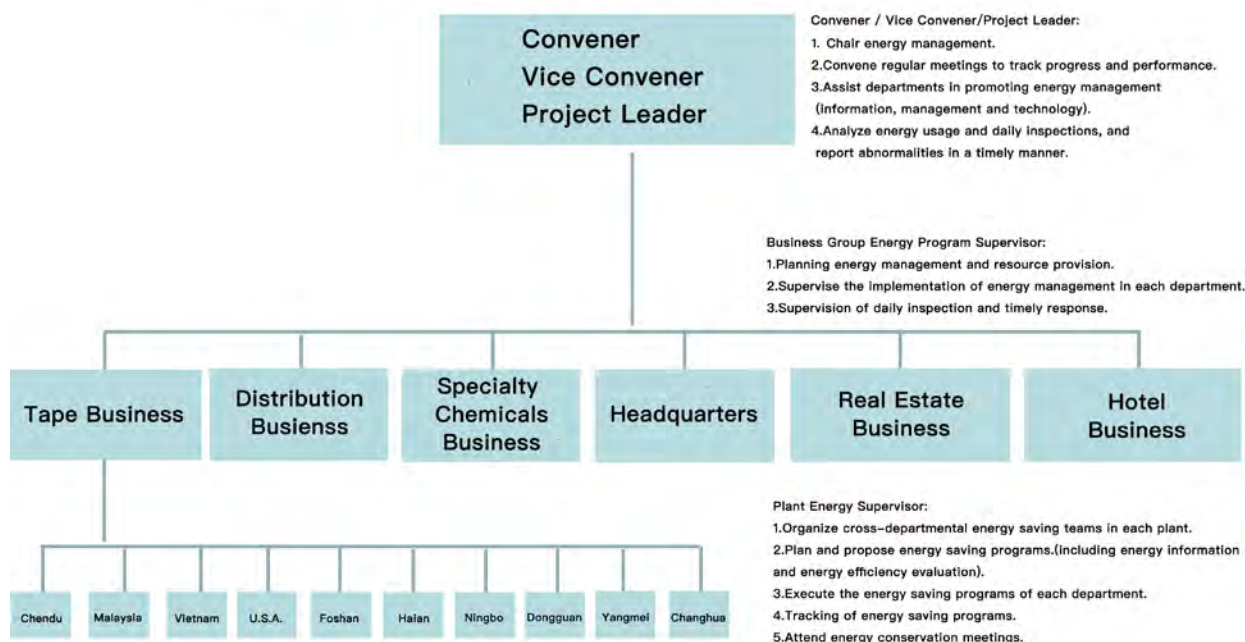 Convener
Vice Convener
Project Leader
Convener / Vice Convener/Project Leader:
1. Chair energy management.
2.Convene regular meetings to track progress and performance.
3.Assist departments in promoting energy management
(information, management and technology).
4.Analyze energy usage and daily inspections, and
report abnormalities in a timely manner.
Business Group Energy Program Supervisor:
1.Planning energy management and resource provision.
2.Supervise the implementation of energy management in each department.
3.Supervision of daily inspection and timely response.
Tape Business
Distribution
Busienss
Specialty
Chemicals
Business
Headquarters
Real Estate
Business
Hotel
Business
Plant Energy Supervisor:
1.Organize cross-departmental energy saving teams in each plant.
2.Plan and propose energy saving programs.(including energy information
and energy efficiency evaluation).
3.Execute the energy saving programs of each department.
4.Tracking of energy saving programs.
5.Attend energy conservation meetings.
Chendu
Malaysia
Vietnam
U.S.A.
Foshan
Haian
Ningbo
Dongguan
Yangmei
Changhua